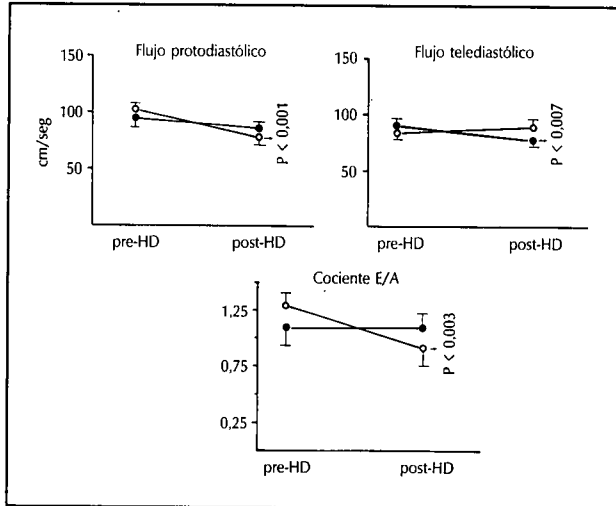 Flujo protodiastólico
150
100
50
cm/seg
P < 0,001
pre-HD
post-HD
Flujo telediastólico
150
100
50
P < 0,007
pre-HD
post-HD
Cociente E/A
1,25
0,75
0,25
P < 0,003
pre-HD
post-HD